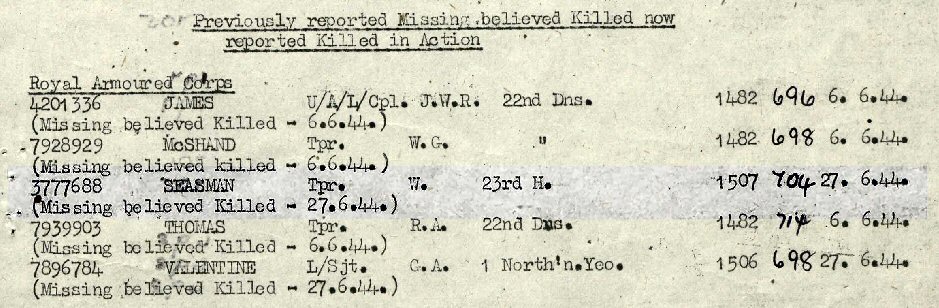 Previously reported Missing believed Killed now
reported Killed in Action
Royal Armoured Corps
4201336 JAMES U/A/L/Cpl. J.W.R. 22nd Dns. 1482 696 6. 6.44.
(Missing believed Killed - 6.6.44.)
7928929 McSHAND Tpr. W.G. " 1482 698 6. 6.44.
(Missing believed killed - 6.6.44.)
3777688 SEASMAN Tpr. W. 23rd H. 1507 704 27. 6.44.
(Missing believed Killed - 27.6.44.)
7939903 THOMAS Tpr. R.A. 22nd Dns. 1482 714 6. 6.44.
(Missing believed Killed - 6.6.44.)
7896784 VALENTINE L/Sjt. G.A. 1 North'n.Yeo. 1506 698 27. 6.44.
(Missing believed Killed - 27.6.44.)